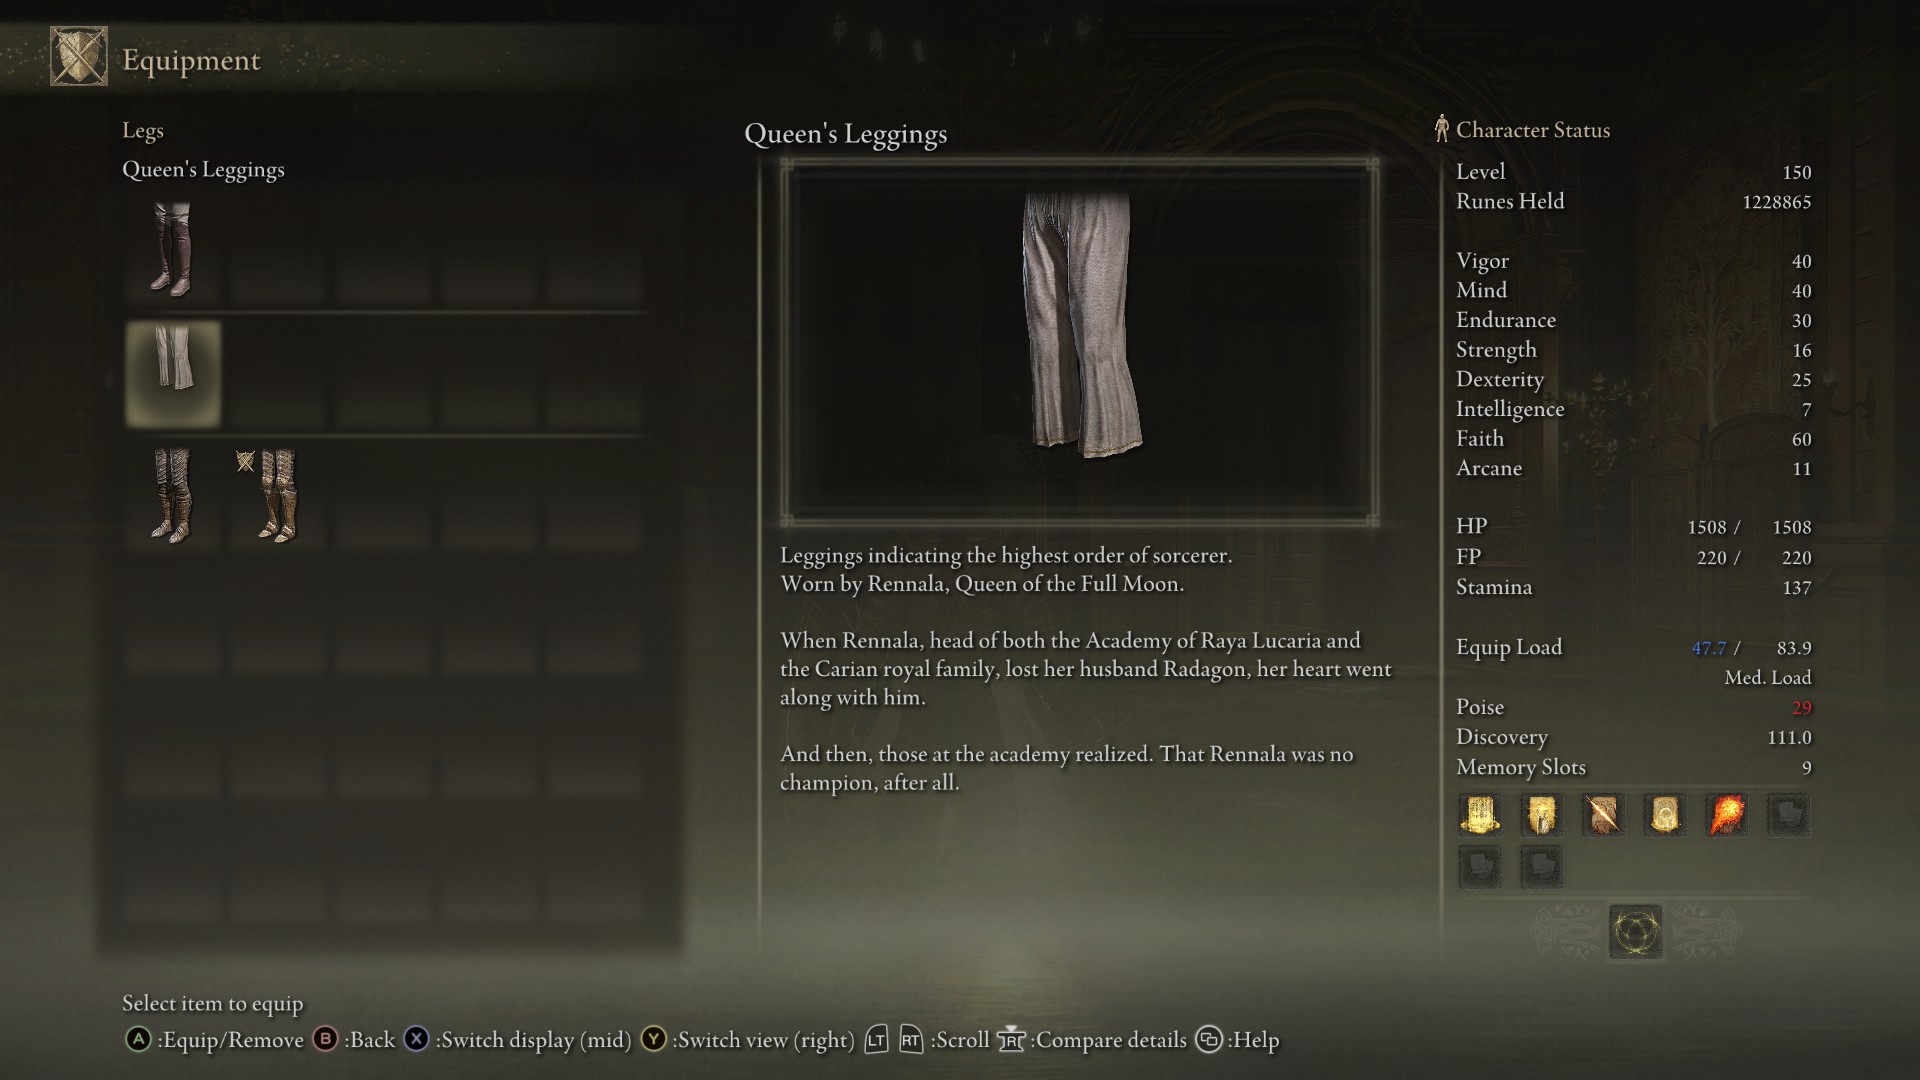 Equipment
Legs
Queen's Leggings
Queen's Leggings
Leggings indicating the highest order of sorcerer.
Worn by Rennala, Queen of the Full Moon.
When Rennala, head of both the Academy of Raya Lucaria and
the Carian royal family, lost her husband Radagon, her heart went
along with him.
And then, those at the academy realized. That Rennala was no
champion, after all.
Character Status
Level 150
Runes Held 1228865
Vigor 40
Mind 40
Endurance 30
Strength 16
Dexterity 25
Intelligence 7
Faith 60
Arcane 11
HP 1508 / 1508
FP 220 / 220
Stamina 137
Equip Load 47.7 / 83.9
Med. Load
Poise 29
Discovery 111.0
Memory Slots 9
Select item to equip
A :Equip/Remove B :Back X :Switch display (mid) Y :Switch view (right) LT RT :Scroll R :Compare details :Help